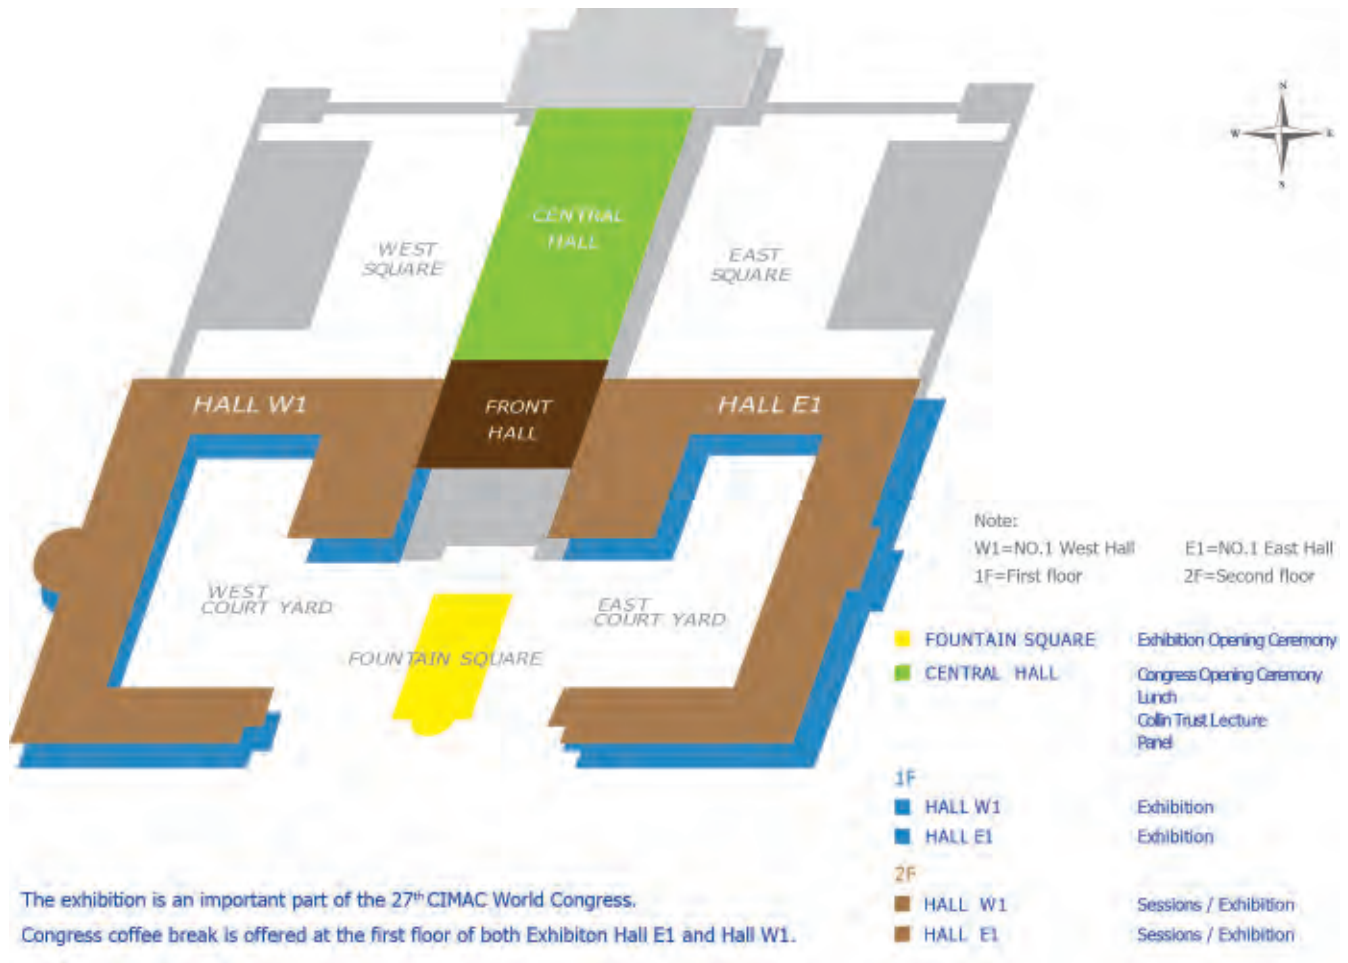 N
W E
S
CENTRAL
HALL
WEST
SQUARE
EAST
SQUARE
HALL W1
FRONT
HALL
HALL E1
WEST
COURT YARD
EAST
COURT YARD
FOUNTAIN SQUARE
Note:
W1=NO.1 West Hall E1=NO.1 East Hall
1F=First floor 2F=Second floor
FOUNTAIN SQUARE Exhibition Opening Ceremony
CENTRAL HALL Congress Opening Ceremony
Lunch
Collin Trust Lecture
Panel
1F
HALL W1 Exhibition
HALL E1 Exhibition
2F
HALL W1 Sessions / Exhibition
HALL E1 Sessions / Exhibition
The exhibition is an important part of the 27th CIMAC World Congress.
Congress coffee break is offered at the first floor of both Exhibiton Hall E1 and Hall W1.